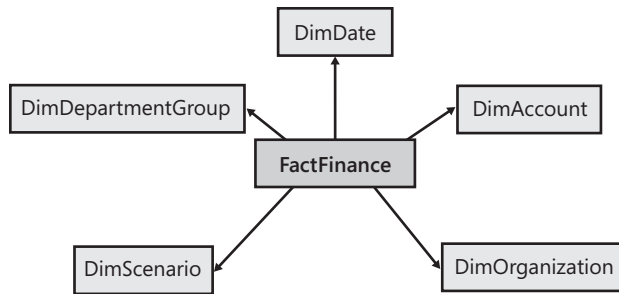 DimDate
DimDepartmentGroup
DimAccount
FactFinance
DimScenario
DimOrganization